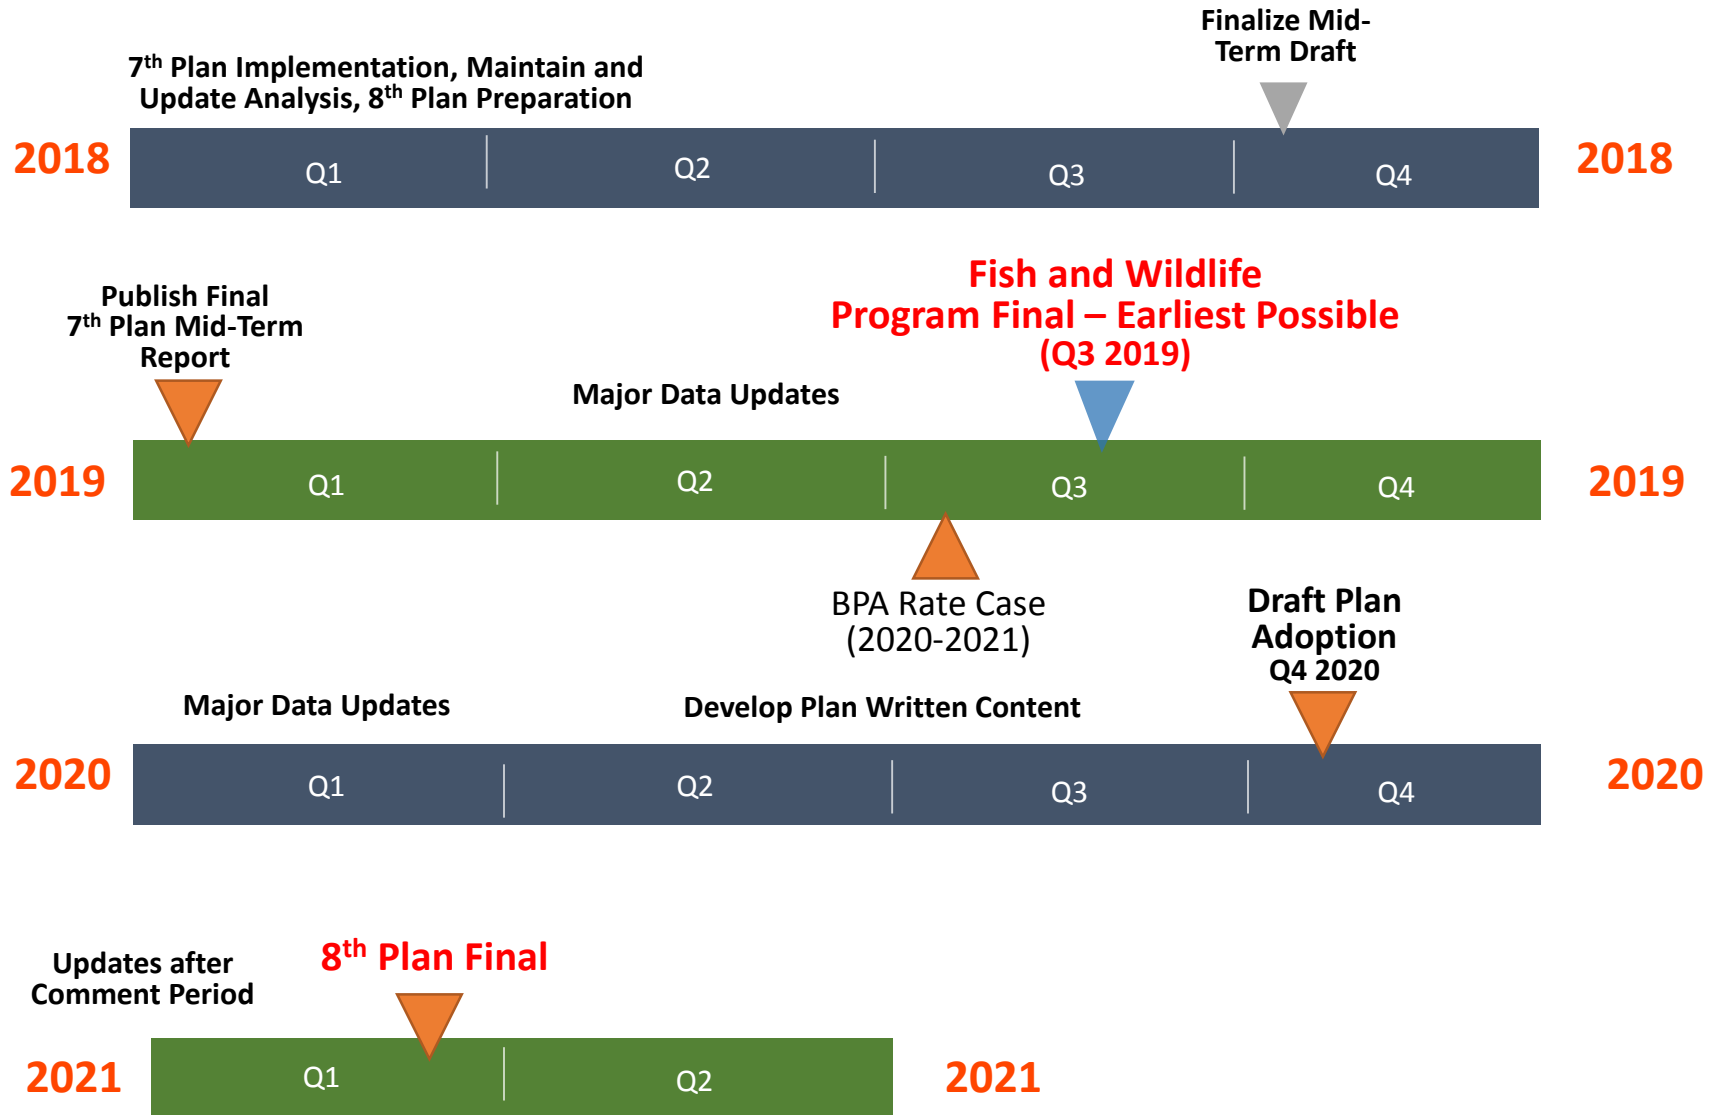 Finalize Mid-
Term Draft
7th Plan Implementation, Maintain and
Update Analysis, 8th Plan Preparation
2018
Q1
Q2
Q3
Q4
2018
Publish Final
7th Plan Mid-Term
Report
Major Data Updates
Fish and Wildlife
Program Final – Earliest Possible
(Q3 2019)
2019
Q1
Q2
Q3
Q4
2019
BPA Rate Case
(2020-2021)
Draft Plan
Adoption
Q4 2020
Major Data Updates
Develop Plan Written Content
2020
Q1
Q2
Q3
Q4
2020
Updates after
Comment Period
8th Plan Final
2021
Q1
Q2
2021